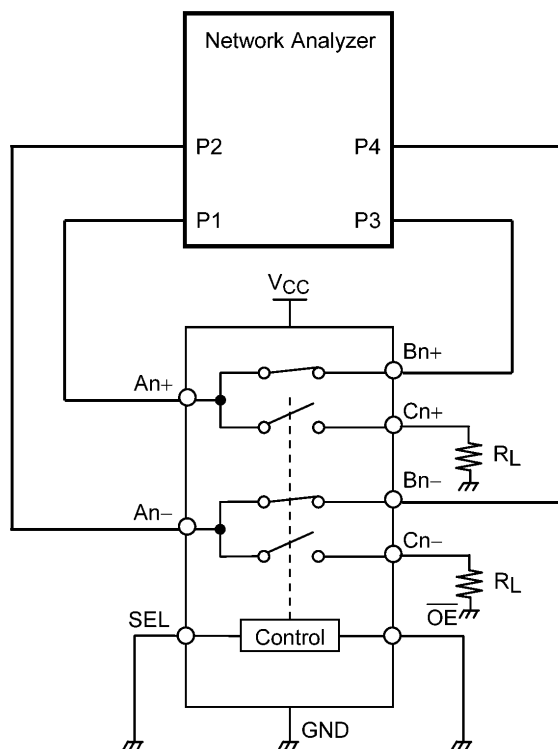 Network Analyzer
P2 P4
P1 P3
VCC
Bn+
An+
Cn+
RL
Bn−
An−
Cn−
RL
OE
SEL
Control
GND